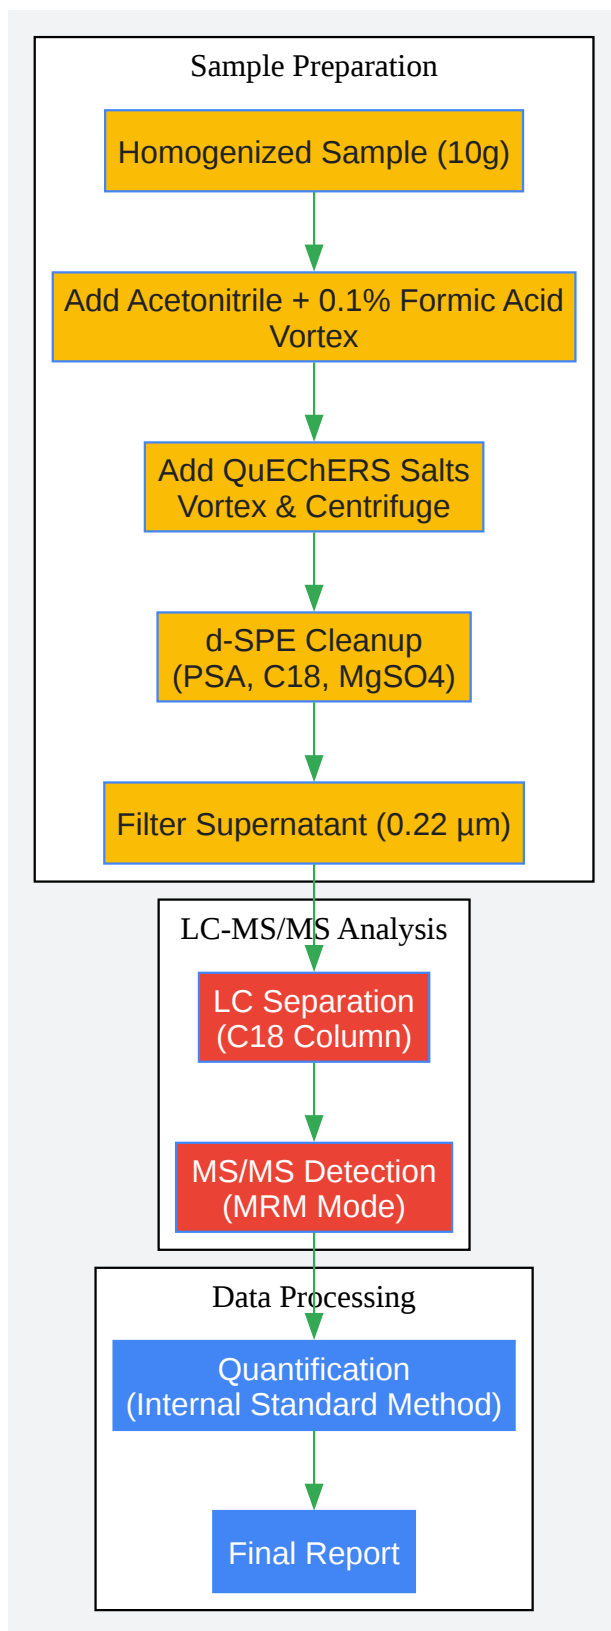 Sample Preparation
Homogenized Sample (10g)
Add Acetonitrile + 0.1% Formic Acid
Vortex
Add QuEChERS Salts
Vortex & Centrifuge
d-SPE Cleanup
(PSA, C18, MgSO4)
Filter Supernatant (0.22 µm)
LC-MS/MS Analysis
LC Separation
(C18 Column)
MS/MS Detection
(MRM Mode)
Data Processing
Quantification
(Internal Standard Method)
Final Report